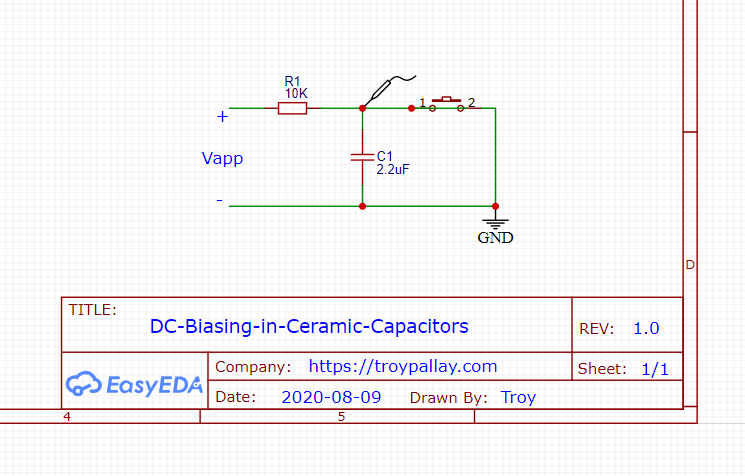 R1
10K
+
1
2
Vapp
C1
2.2uF
-
GND
D
TITLE:
DC-Biasing-in-Ceramic-Capacitors
REV: 1.0
EasyEDA
Company: https://troypallay.com
Sheet: 1/1
Date: 2020-08-09 Drawn By: Troy
4
5